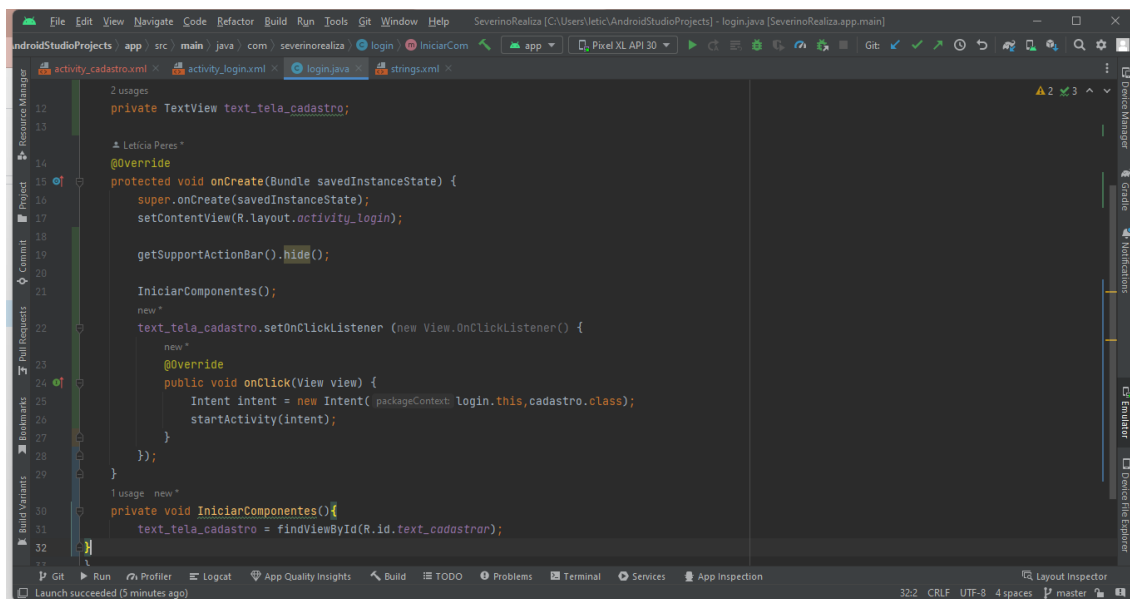 File Edit View Navigate Code Refactor Build Run Tools Git Window Help SeverinoRealiza [C:\Users\letic\AndroidStudioProjects] - login.java [SeverinoRealiza.app.main]
AndroidStudioProjects > app > src > main > java > com > severinorealiza > login > IniciarCom app Pixel XL API 30 Git:
activity_cadastro.xml activity_login.xml login.java strings.xml
2 usages
2 3
12 private TextView text_tela_cadastro;
13
Letícia Peres *
14 @Override
15 protected void onCreate(Bundle savedInstanceState) {
16 super.onCreate(savedInstanceState);
17 setContentView(R.layout.activity_login);
18
19 getSupportActionBar().hide();
20
21 IniciarComponentes();
new *
22 text_tela_cadastro.setOnClickListener (new View.OnClickListener() {
new *
23 @Override
24 public void onClick(View view) {
25 Intent intent = new Intent( packageContext: login.this,cadastro.class);
26 startActivity(intent);
27 }
28 });
29 }
1 usage new *
30 private void IniciarComponentes(){
31 text_tela_cadastro = findViewById(R.id.text_cadastrar);
32 }
}
Resource Manager
Project
Commit
Pull Requests
Bookmarks
Build Variants
Device Manager
Gradle
Notifications
Emulator
Device File Explorer
Git Run Profiler Logcat App Quality Insights Build TODO Problems Terminal Services App Inspection Layout Inspector
Launch succeeded (5 minutes ago) 32:2 CRLF UTF-8 4 spaces master